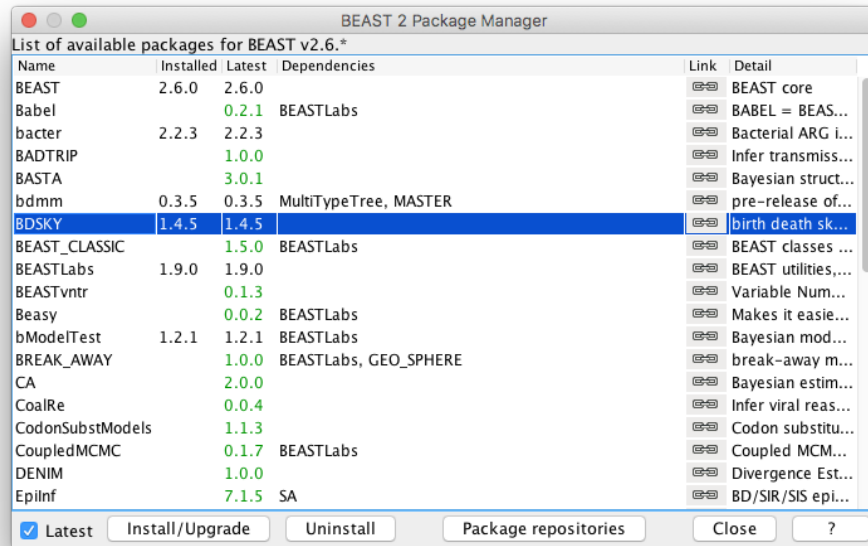 BEAST 2 Package Manager
List of available packages for BEAST v2.6.*
Name Installed Latest Dependencies Link Detail
BEAST 2.6.0 2.6.0 BEAST core
Babel 0.2.1 BEASTLabs BABEL = BEAS...
bacter 2.2.3 2.2.3 Bacterial ARG i...
BADTRIP 1.0.0 Infer transmiss...
BASTA 3.0.1 Bayesian struct...
bdmm 0.3.5 0.3.5 MultiTypeTree, MASTER pre-release of...
BDSKY 1.4.5 1.4.5 birth death sk...
BEAST_CLASSIC 1.5.0 BEASTLabs BEAST classes ...
BEASTLabs 1.9.0 1.9.0 BEAST utilities,...
BEASTvntr 0.1.3 Variable Num...
Beasy 0.0.2 BEASTLabs Makes it easie...
bModelTest 1.2.1 1.2.1 BEASTLabs Bayesian mod...
BREAK_AWAY 1.0.0 BEASTLabs, GEO_SPHERE break-away m...
CA 2.0.0 Bayesian estim...
CoalRe 0.0.4 Infer viral reas...
CodonSubstModels 1.1.3 Codon substitu...
CoupledMCMC 0.1.7 BEASTLabs Coupled MCM...
DENIM 1.0.0 Divergence Est...
EpiInf 7.1.5 SA BD/SIR/SIS epi...
Latest Install/Upgrade Uninstall Package repositories Close ?